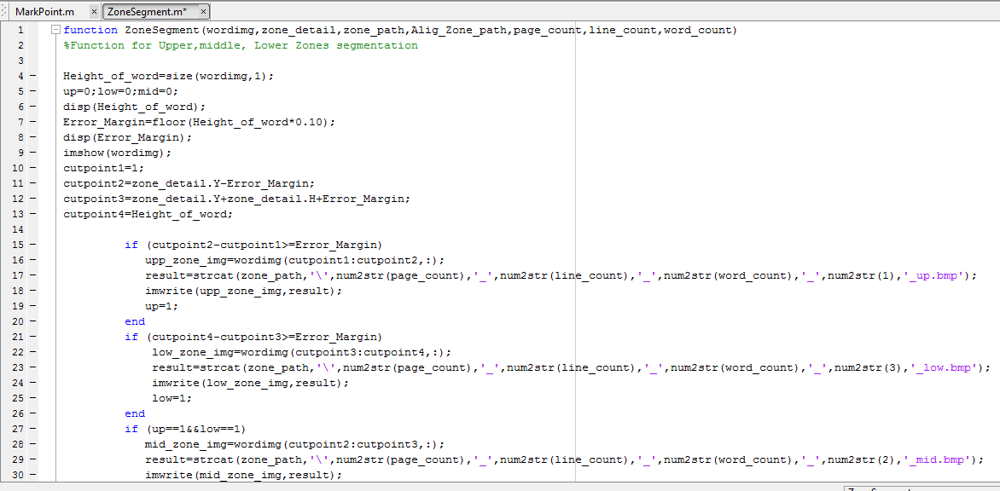 MarkPoint.m × ZoneSegment.m* ×
1 function ZoneSegment(wordimg,zone_detail,zone_path,Alig_Zone_path,page_count,line_count,word_count)
2 %Function for Upper,middle, Lower Zones segmentation
3
4 – Height_of_word=size(wordimg,1);
5 – up=0;low=0;mid=0;
6 – disp(Height_of_word);
7 – Error_Margin=floor(Height_of_word*0.10);
8 – disp(Error_Margin);
9 – imshow(wordimg);
10 – cutpoint1=1;
11 – cutpoint2=zone_detail.Y-Error_Margin;
12 – cutpoint3=zone_detail.Y+zone_detail.H+Error_Margin;
13 – cutpoint4=Height_of_word;
14
15 – if (cutpoint2-cutpoint1>=Error_Margin)
16 – upp_zone_img=wordimg(cutpoint1:cutpoint2,:);
17 – result=strcat(zone_path,'\',num2str(page_count),'_',num2str(line_count),'_',num2str(word_count),'_',num2str(1),'_up.bmp');
18 – imwrite(upp_zone_img,result);
19 – up=1;
20 – end
21 – if (cutpoint4-cutpoint3>=Error_Margin)
22 – low_zone_img=wordimg(cutpoint3:cutpoint4,:);
23 – result=strcat(zone_path,'\',num2str(page_count),'_',num2str(line_count),'_',num2str(word_count),'_',num2str(3),'_low.bmp');
24 – imwrite(low_zone_img,result);
25 – low=1;
26 – end
27 – if (up==1&&low==1)
28 – mid_zone_img=wordimg(cutpoint2:cutpoint3,:);
29 – result=strcat(zone_path,'\',num2str(page_count),'_',num2str(line_count),'_',num2str(word_count),'_',num2str(2),'_mid.bmp');
30 – imwrite(mid_zone_img,result);